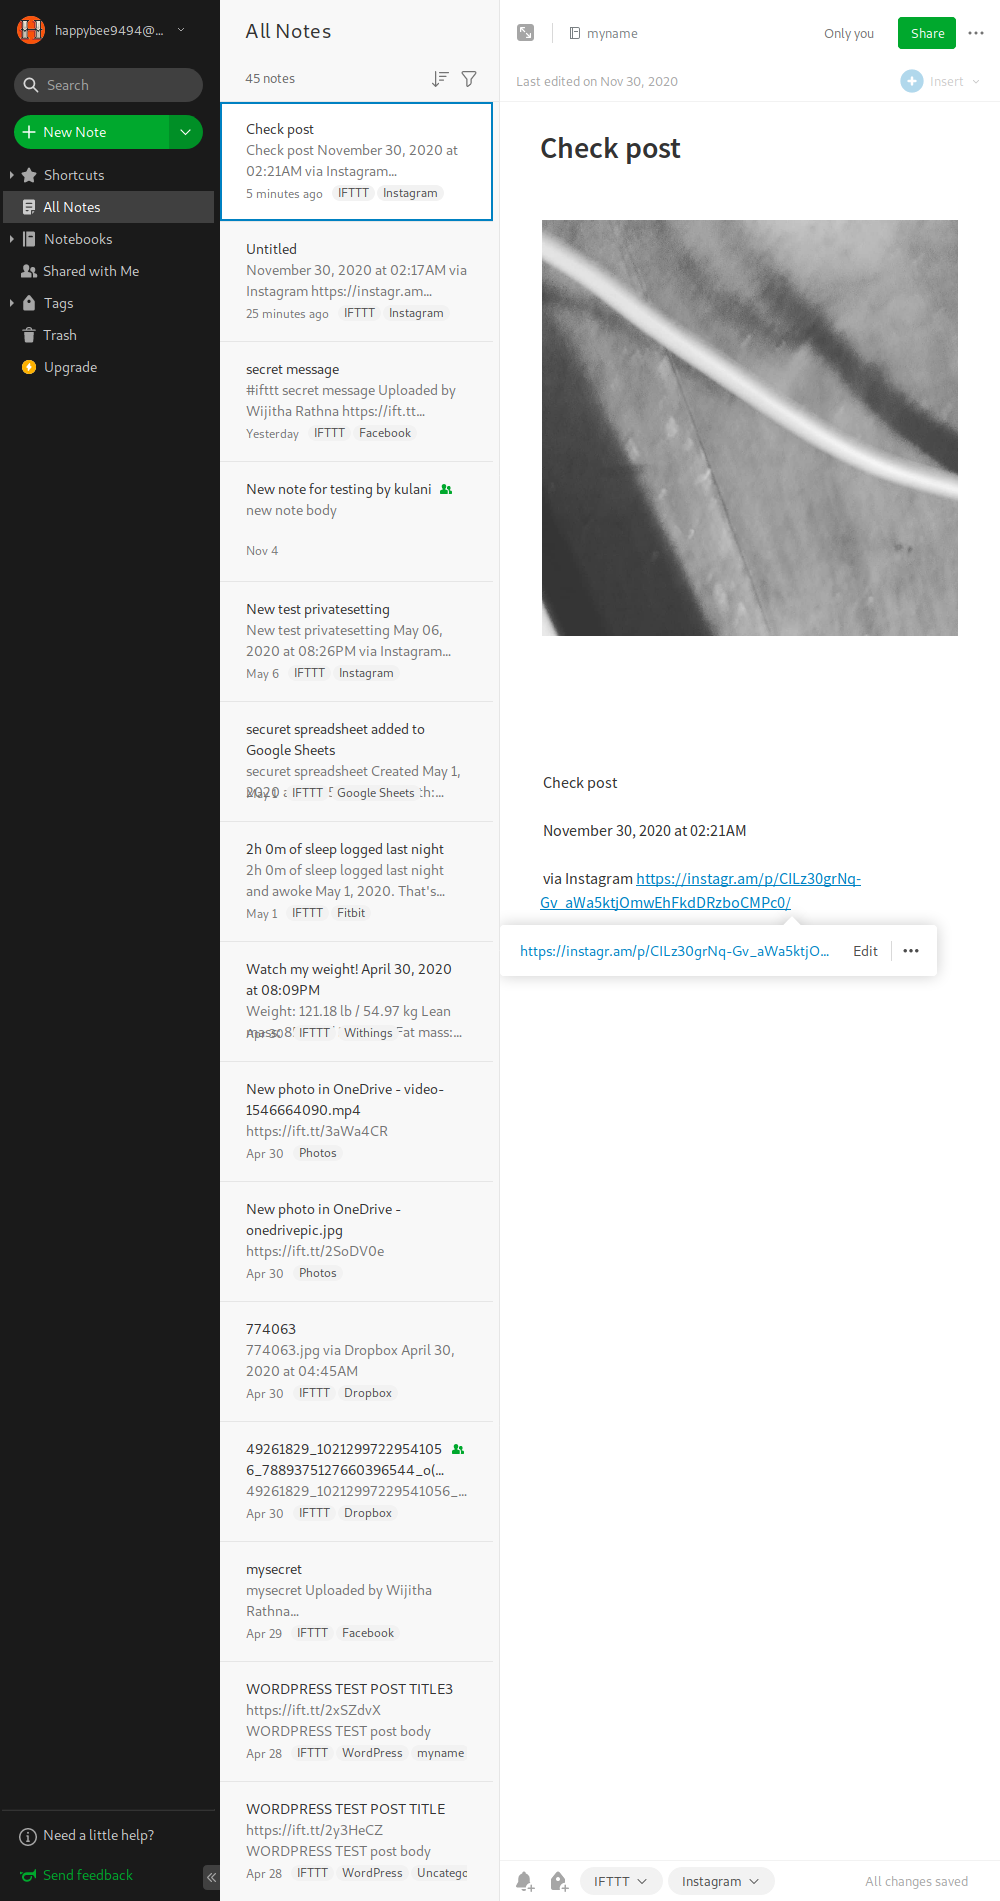 happybee9494@...
Search
New Note
Shortcuts
All Notes
Notebooks
Shared with Me
Tags
Trash
Upgrade
Need a little help?
Send feedback
All Notes
45 notes
Check post
Check post November 30, 2020 at
02:21AM via Instagram...
5 minutes ago IFTTT Instagram
Untitled
November 30, 2020 at 02:17AM via
Instagram https://instagr.am...
25 minutes ago IFTTT Instagram
secret message
#ifttt secret message Uploaded by
Wijitha Rathna https://ift.tt...
Yesterday IFTTT Facebook
New note for testing by kulani
new note body
Nov 4
New test privatesetting
New test privatesetting May 06,
2020 at 08:26PM via Instagram...
May 6 IFTTT Instagram
securet spreadsheet added to
Google Sheets
securet spreadsheet Created May 1,
May 1 IFTTT Google Sheets
2h 0m of sleep logged last night
2h 0m of sleep logged last night
and awoke May 1, 2020. That's...
May 1 IFTTT Fitbit
Watch my weight! April 30, 2020
at 08:09PM
Weight: 121.18 lb / 54.97 kg Lean
Apr 30 IFTTT Withings Fat mass:...
New photo in OneDrive - video-
1546664090.mp4
https://ift.tt/3aWa4CR
Apr 30 Photos
New photo in OneDrive -
onedrivepic.jpg
https://ift.tt/2SoDV0e
Apr 30 Photos
774063
774063.jpg via Dropbox April 30,
2020 at 04:45AM
Apr 30 IFTTT Dropbox
49261829_1021299722954105
6_7889375127660396544_o(...
49261829_10212997229541056_...
Apr 30 IFTTT Dropbox
mysecret
mysecret Uploaded by Wijitha
Rathna...
Apr 29 IFTTT Facebook
WORDPRESS TEST POST TITLE3
https://ift.tt/2xSZdvX
WORDPRESS TEST post body
Apr 28 IFTTT WordPress myname
WORDPRESS TEST POST TITLE
https://ift.tt/2y3HeCZ
WORDPRESS TEST post body
Apr 28 IFTTT WordPress Uncatego
myname
Only you
Share
Last edited on Nov 30, 2020
Insert
Check post
Check post
November 30, 2020 at 02:21AM
via Instagram https://instagr.am/p/CILz30grNq-
Gv_aWa5ktjOmwEhFkdDRzboCMPc0/
https://instagr.am/p/CILz30grNq-Gv_aWa5ktjO... Edit
IFTTT Instagram
All changes saved